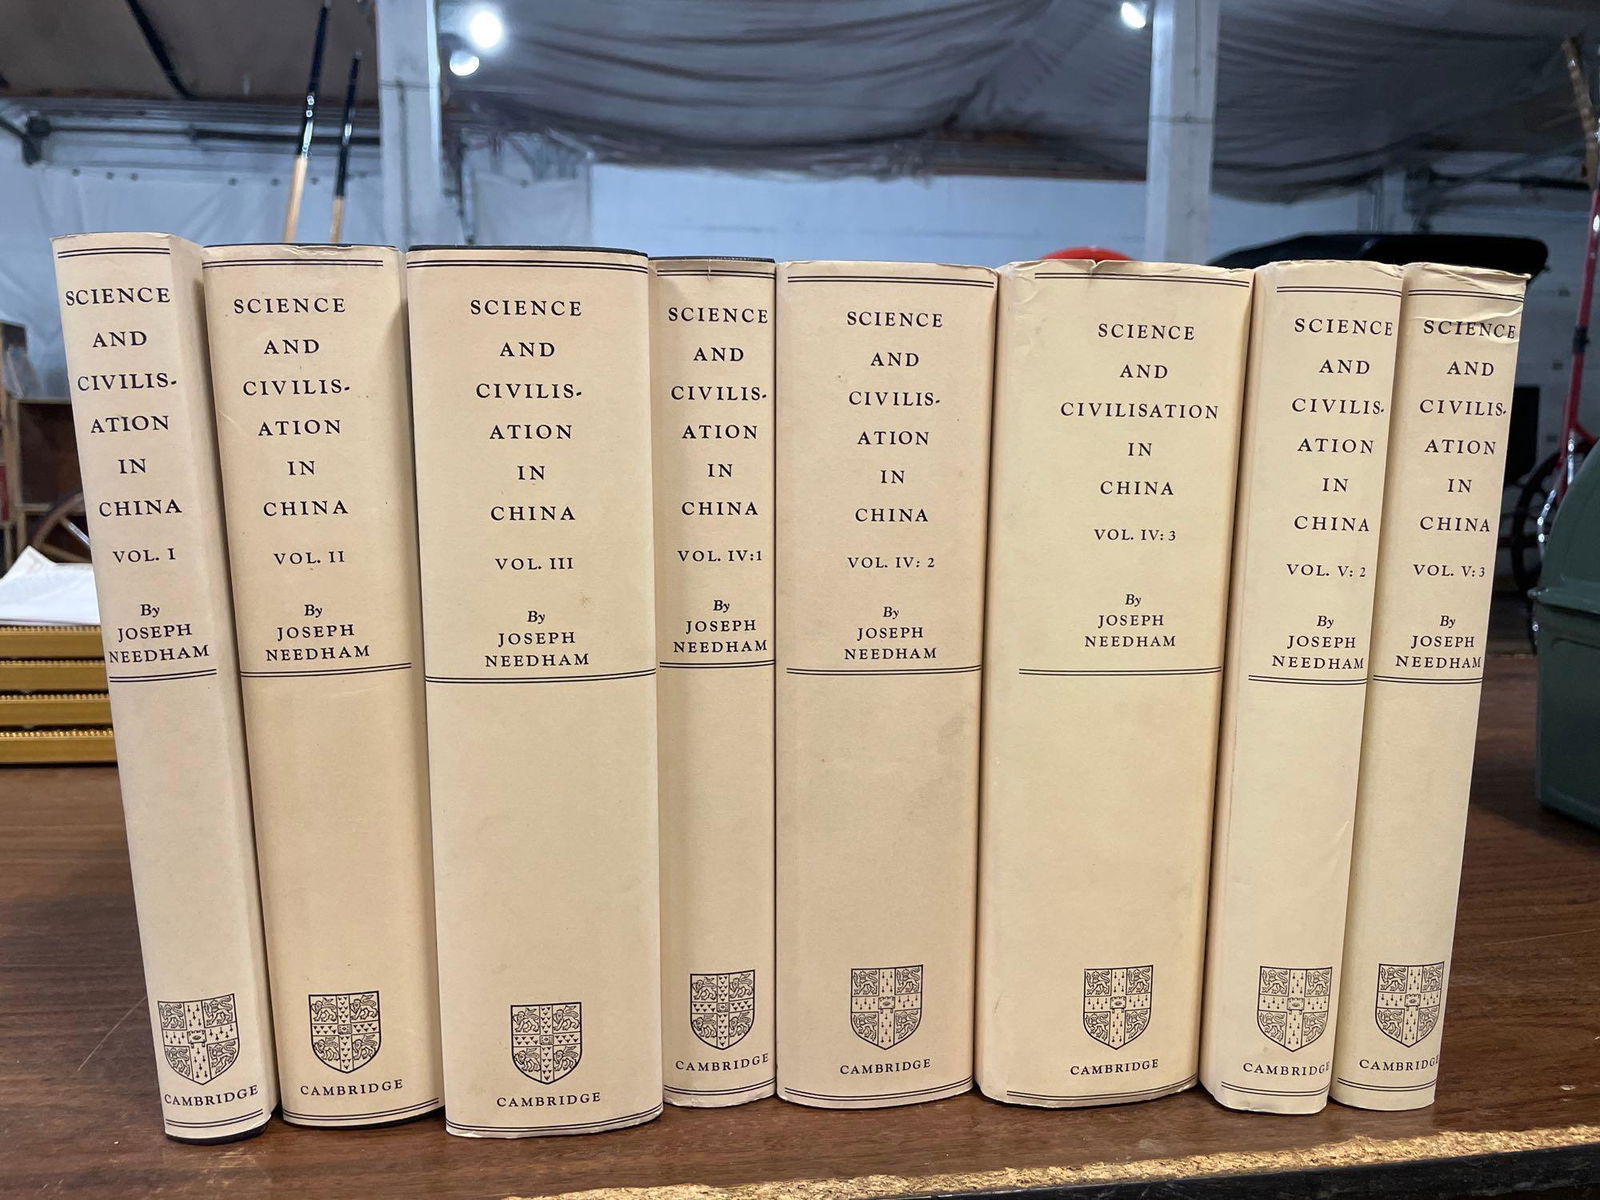 SCIENCE
AND
CIVILIS-
ATION
IN
CHINA
VOL. I
By
JOSEPH
NEEDHAM
CAMBRIDGE
SCIENCE
AND
CIVILIS-
ATION
IN
CHINA
VOL. II
By
JOSEPH
NEEDHAM
CAMBRIDGE
SCIENCE
AND
CIVILIS-
ATION
IN
CHINA
VOL. III
By
JOSEPH
NEEDHAM
CAMBRIDGE
SCIENCE
AND
CIVILIS-
ATION
IN
CHINA
VOL. IV:1
By
JOSEPH
NEEDHAM
CAMBRIDGE
SCIENCE
AND
CIVILIS-
ATION
IN
CHINA
VOL. IV: 2
By
JOSEPH
NEEDHAM
CAMBRIDGE
SCIENCE
AND
CIVILISATION
IN
CHINA
VOL. IV: 3
By
JOSEPH
NEEDHAM
CAMBRIDGE
SCIENCE
AND
CIVILIS-
ATION
IN
CHINA
VOL. V: 2
By
JOSEPH
NEEDHAM
CAMBRIDGE
SCIENCE
AND
CIVILIS-
ATION
IN
CHINA
VOL. V: 3
By
JOSEPH
NEEDHAM
CAMBRIDGE